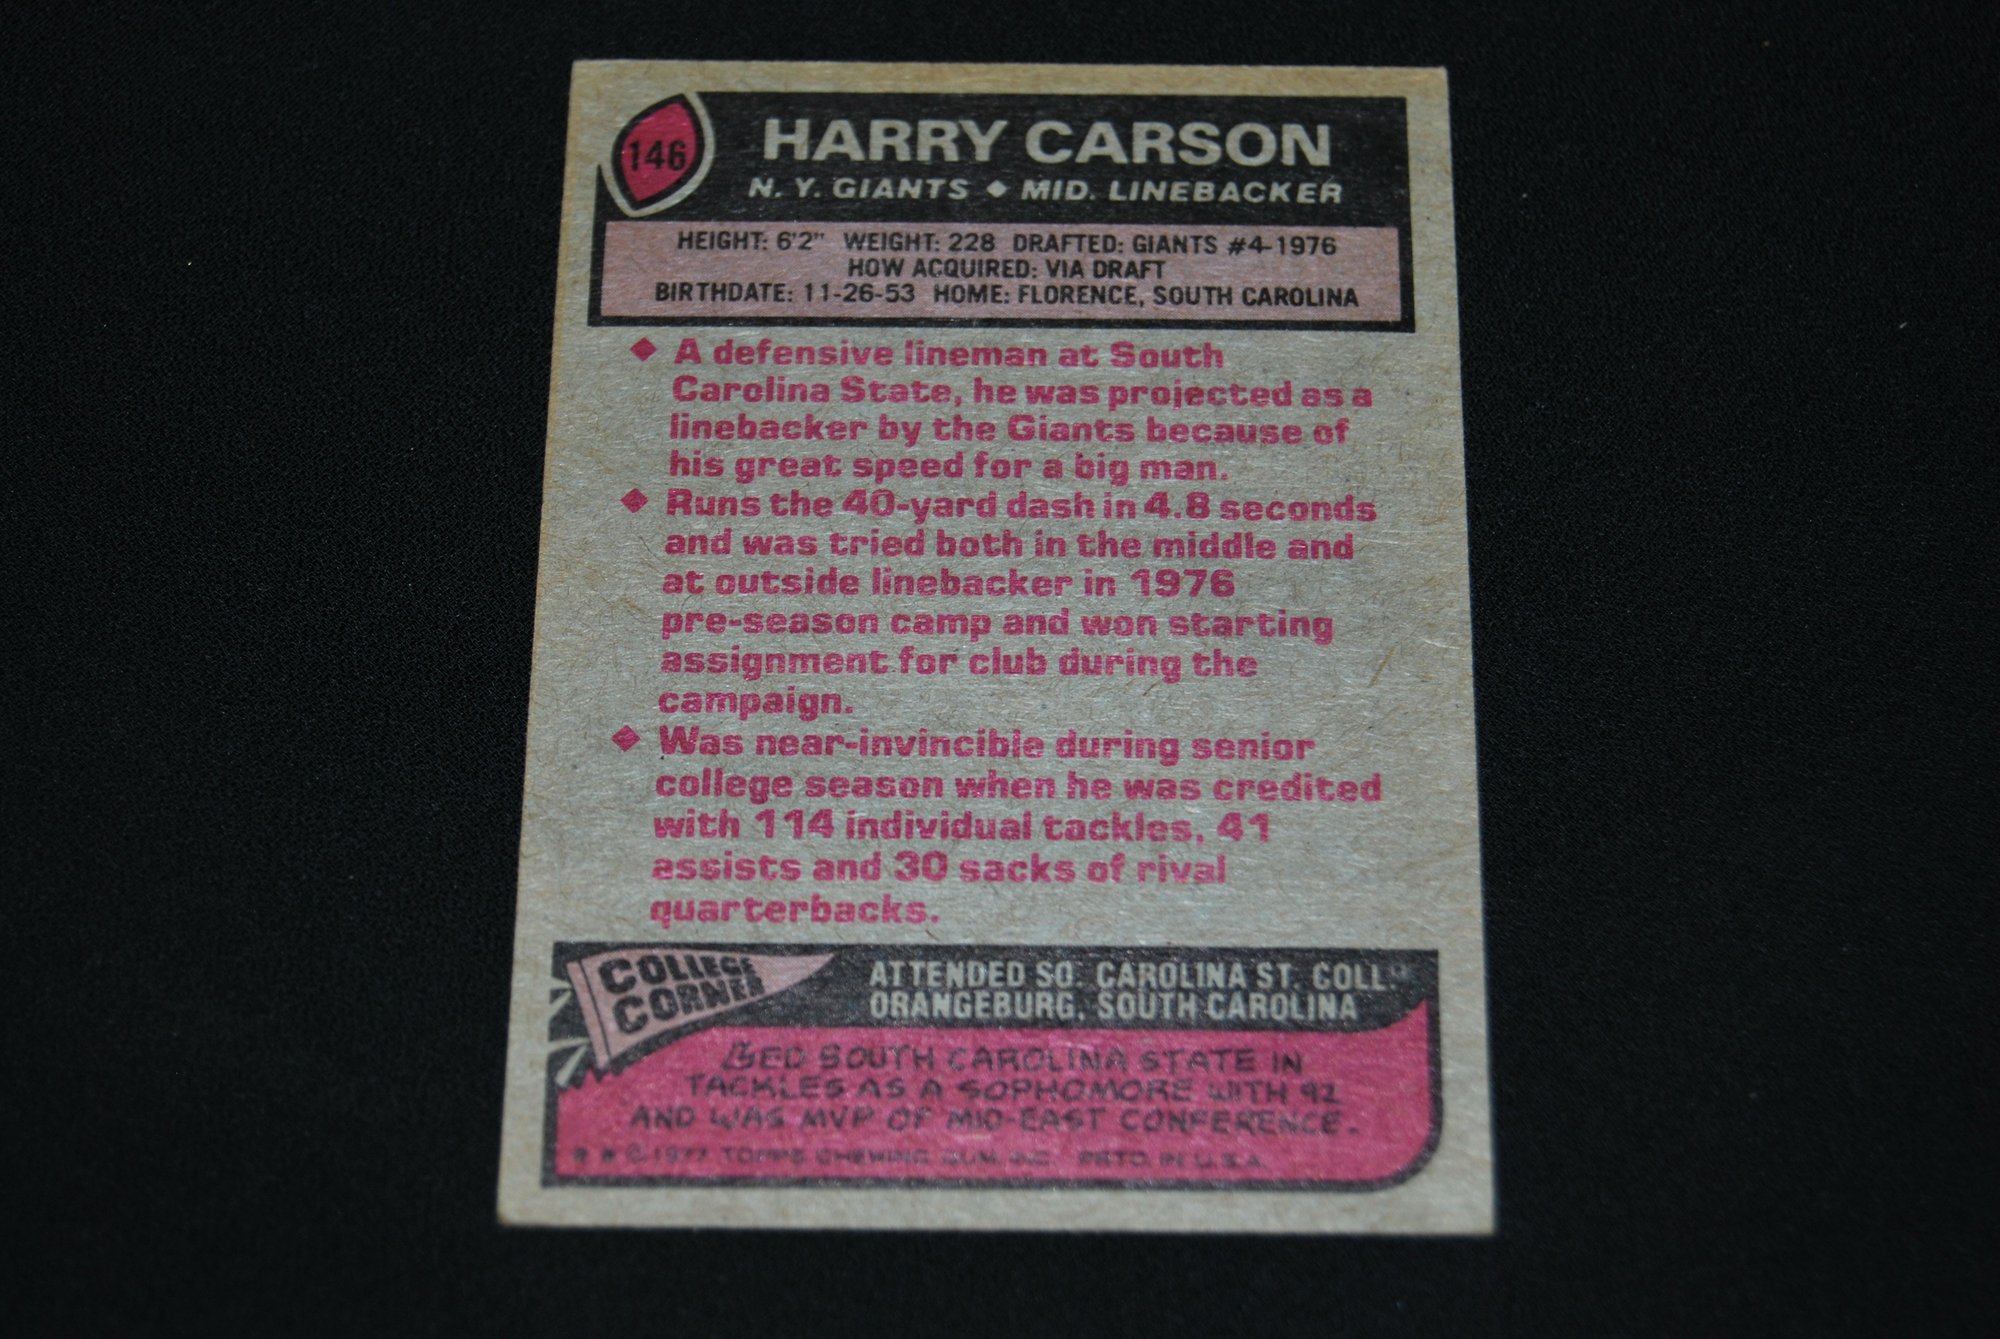 146
HARRY CARSON
N. Y. GIANTS ◆ MID. LINEBACKER
HEIGHT: 6'2" WEIGHT: 228 DRAFTED: GIANTS #4-1976
HOW ACQUIRED: VIA DRAFT
BIRTHDATE: 11-26-53 HOME: FLORENCE, SOUTH CAROLINA
◆ A defensive lineman at South
Carolina State, he was projected as a
linebacker by the Giants because of
his great speed for a big man.
◆ Runs the 40-yard dash in 4.8 seconds
and was tried both in the middle and
at outside linebacker in 1976
pre-season camp and won starting
assignment for club during the
campaign.
◆ Was near-invincible during senior
college season when he was credited
with 114 individual tackles, 41
assists and 30 sacks of rival
quarterbacks.
COLLEGE
CORNER
ATTENDED SO. CAROLINA ST. COLL.
ORANGEBURG, SOUTH CAROLINA
LED SOUTH CAROLINA STATE IN
TACKLES AS A SOPHOMORE WITH 92
AND WAS MVP OF MID-EAST CONFERENCE.
* * © 1977 TOPPS CHEWING GUM, INC. PRTD. IN U.S.A.